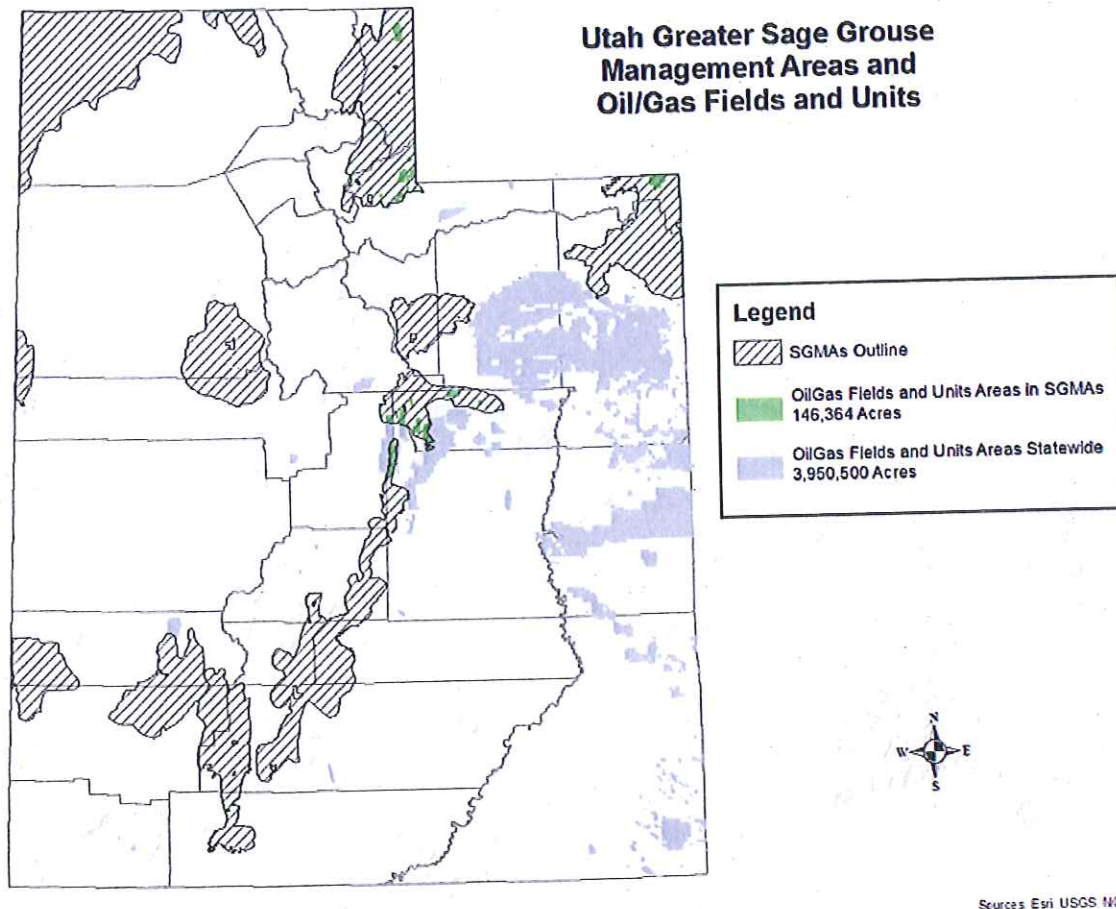 Utah Greater Sage Grouse
Management Areas and
Oil/Gas Fields and Units
Legend
SGMAs Outline
OilGas Fields and Units Areas in SGMAs
146,364 Acres
OilGas Fields and Units Areas Statewide
3,950,500 Acres
N
W
E
S
Sources Esri USGS